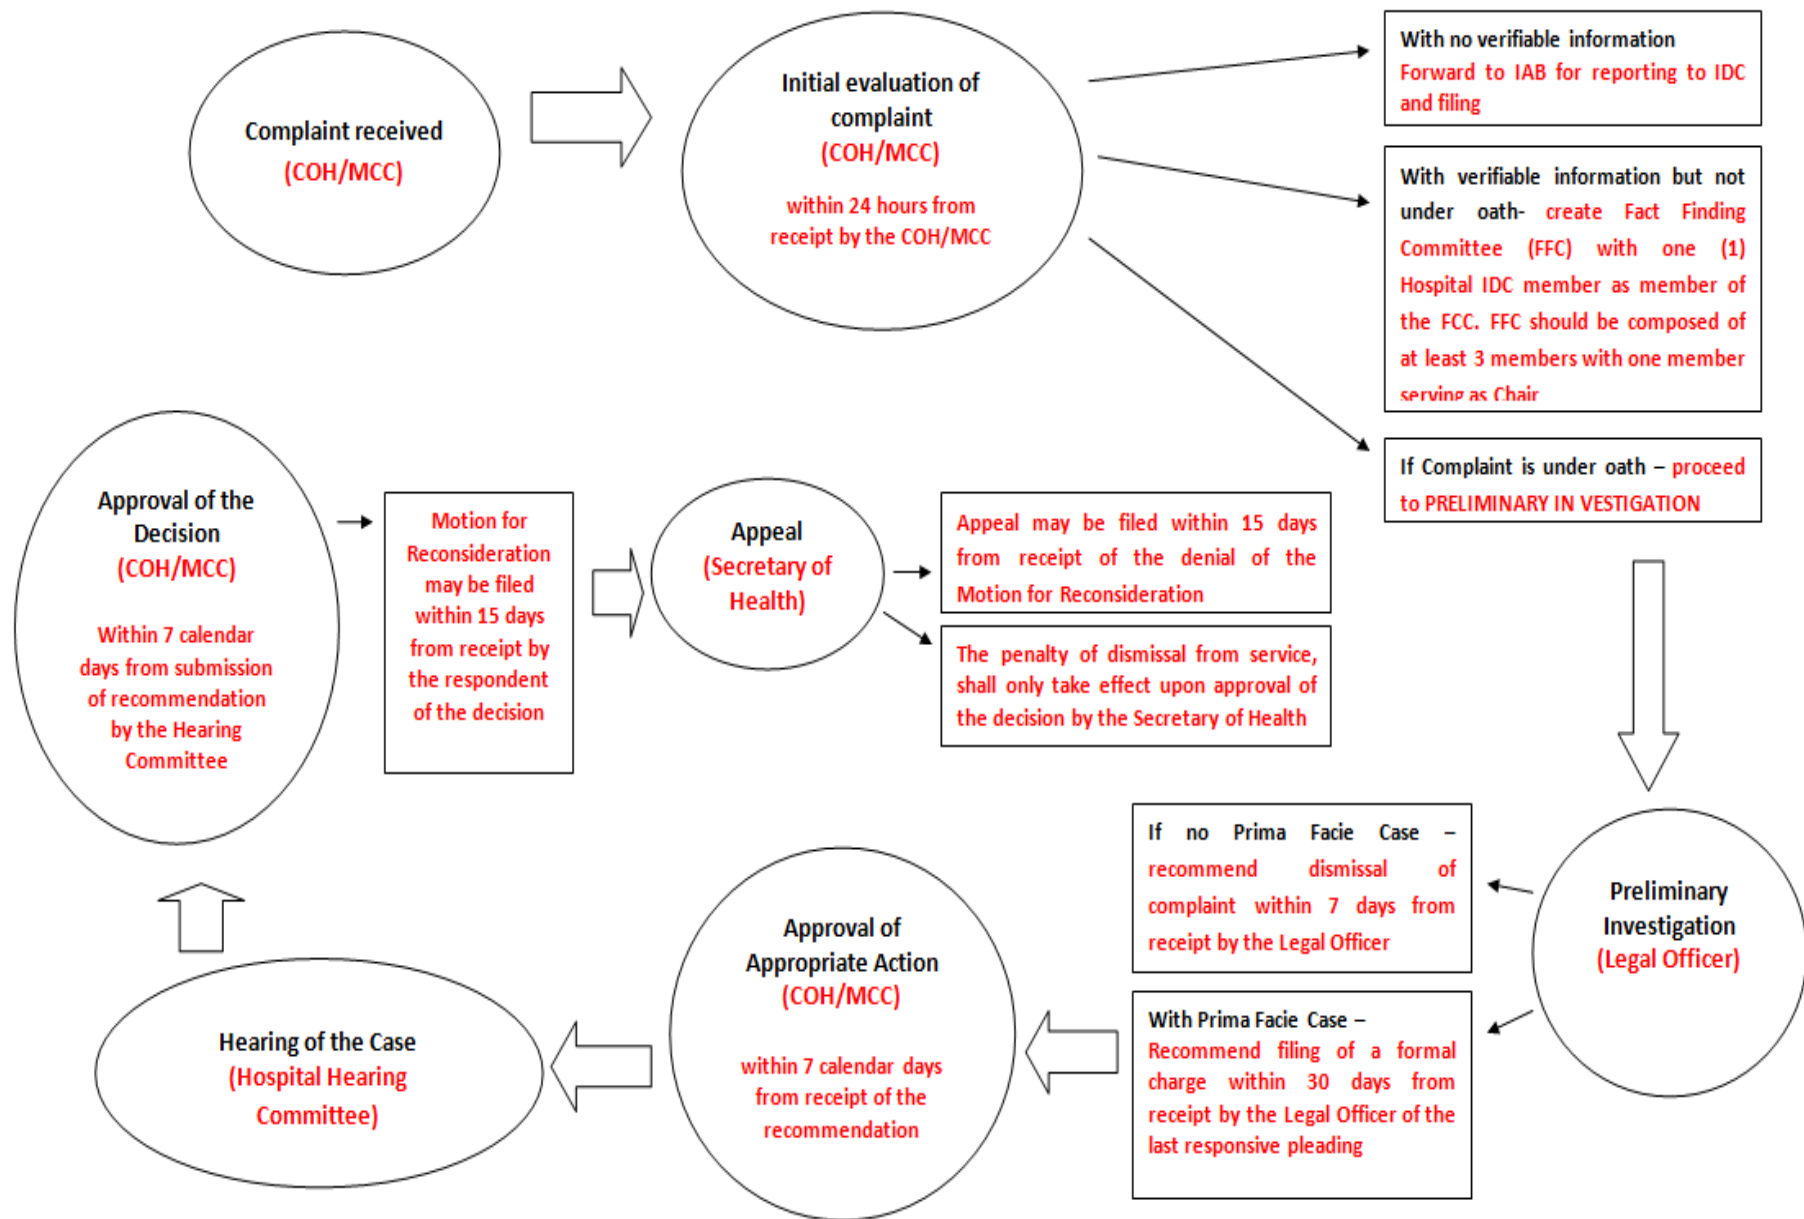 Complaint received
(COH/MCC)
Initial evaluation of
complaint
(COH/MCC)
within 24 hours from
receipt by the COH/MCC
With no verifiable information
Forward to IAB for reporting to IDC
and filing
With verifiable information but not
under oath- create Fact Finding
Committee (FFC) with one (1)
Hospital IDC member as member of
the FCC. FFC should be composed of
at least 3 members with one member
serving as Chair
If Complaint is under oath – proceed
to PRELIMINARY IN VESTIGATION
Approval of the
Decision
(COH/MCC)
Within 7 calendar
days from submission
of recommendation
by the Hearing
Committee
Motion for
Reconsideration
may be filed
within 15 days
from receipt by
the respondent
of the decision
Appeal
(Secretary of
Health)
Appeal may be filed within 15 days
from receipt of the denial of the
Motion for Reconsideration
The penalty of dismissal from service,
shall only take effect upon approval of
the decision by the Secretary of Health
If no Prima Facie Case –
recommend dismissal of
complaint within 7 days from
receipt by the Legal Officer
Preliminary
Investigation
(Legal Officer)
With Prima Facie Case –
Recommend filing of a formal
charge within 30 days from
receipt by the Legal Officer of the
last responsive pleading
Approval of
Appropriate Action
(COH/MCC)
within 7 calendar days
from receipt of the
recommendation
Hearing of the Case
(Hospital Hearing
Committee)